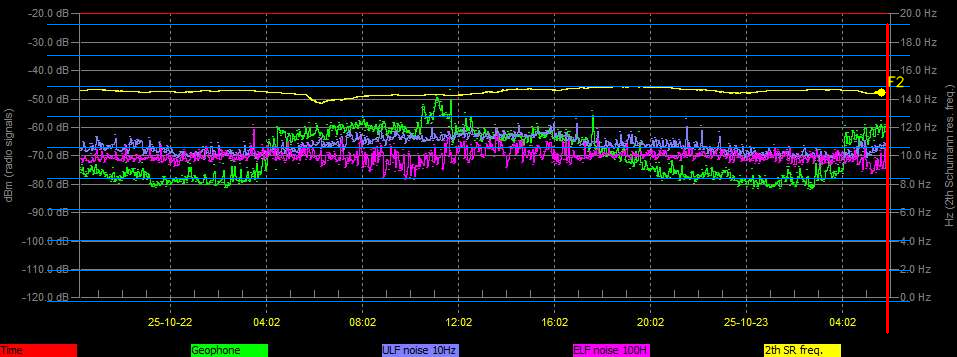 -20.0 dB 20.0 Hz
-30.0 dB 18.0 Hz
-40.0 dB 16.0 Hz
F2
-50.0 dB 14.0 Hz
-60.0 dB 12.0 Hz
-70.0 dB 10.0 Hz
-80.0 dB 8.0 Hz
-90.0 dB 6.0 Hz
-100.0 dB 4.0 Hz
-110.0 dB 2.0 Hz
-120.0 dB 0.0 Hz
dBm (radio signals)
Hz (2th Schumann res. freq.)
25-10-22 04:02 08:02 12:02 16:02 20:02 25-10-23 04:02
Time Geophone ULF noise 10Hz ELF noise 100H 2th SR freq.